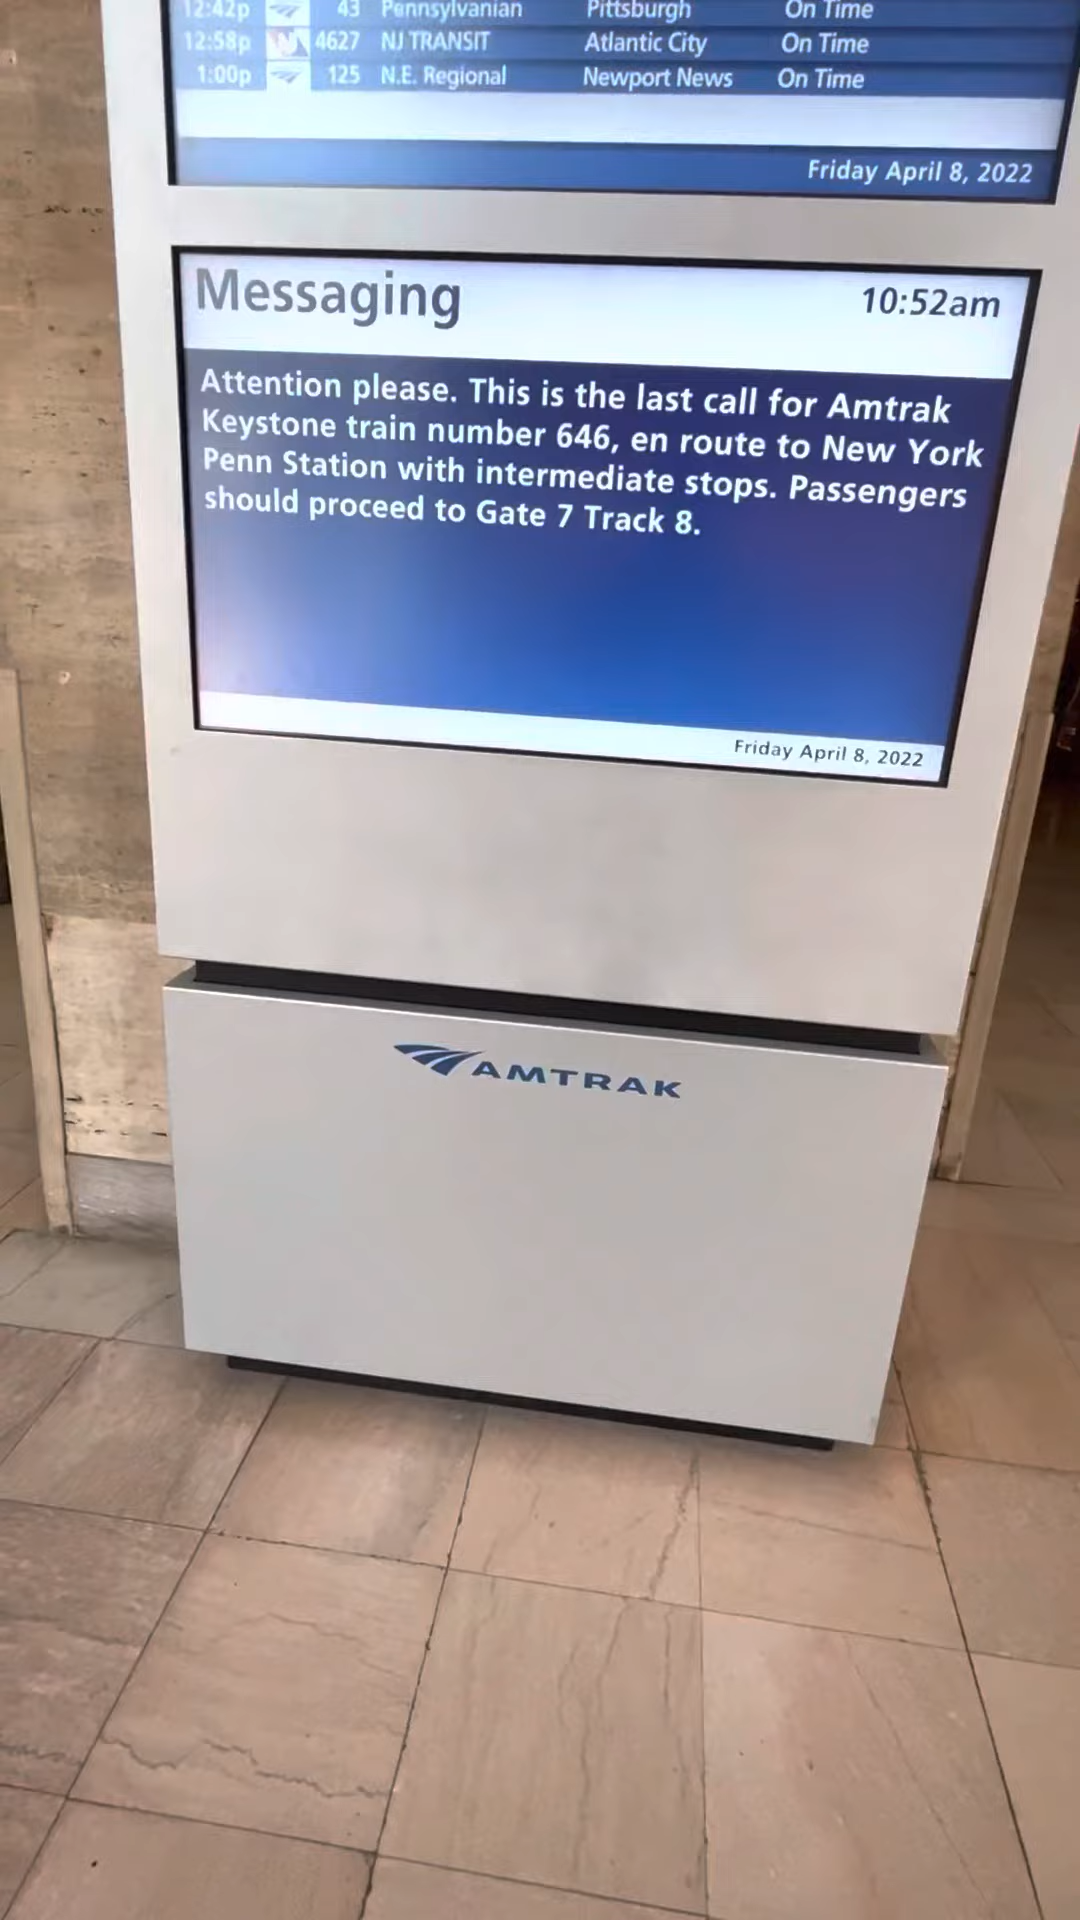 12:42p 43 Pennsylvanian Pittsburgh On Time
12:58p 4627 NJ TRANSIT Atlantic City On Time
1:00p 125 N.E. Regional Newport News On Time
Friday April 8, 2022
Messaging 10:52am
Attention please. This is the last call for Amtrak
Keystone train number 646, en route to New York
Penn Station with intermediate stops. Passengers
should proceed to Gate 7 Track 8.
Friday April 8, 2022
AMTRAK